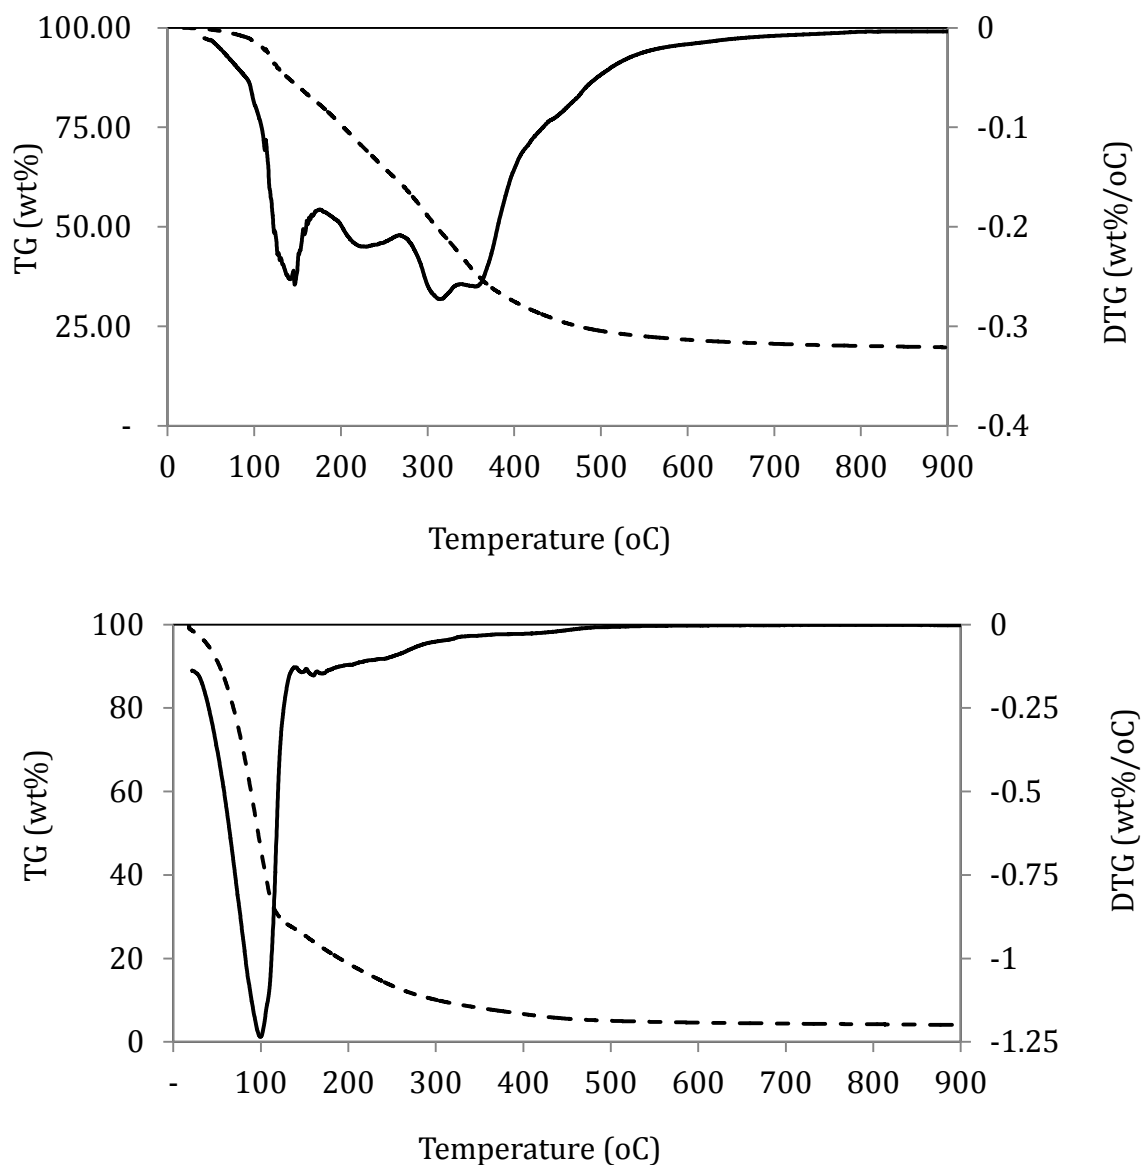 100.00
75.00
50.00
25.00
-
TG (wt%)
0
-0.1
-0.2
-0.3
-0.4
DTG (wt%/oC)
0 100 200 300 400 500 600 700 800 900
Temperature (oC)
100
80
60
40
20
0
TG (wt%)
0
-0.25
-0.5
-0.75
-1
-1.25
DTG (wt%/oC)
- 100 200 300 400 500 600 700 800 900
Temperature (oC)